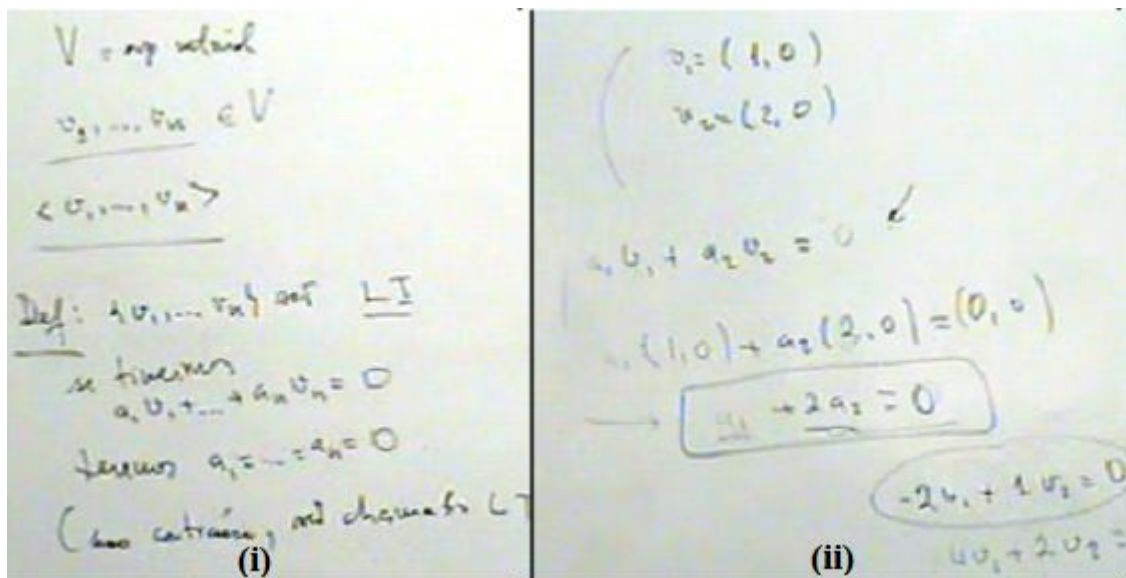 V = esp vetorial
v₁, ..., vₙ ∈ V
<v₁, ..., vₙ>
Def: {v₁, ... vₙ} são LI
se tivermos
a₁v₁ + ... + aₙvₙ = 0
teremos a₁ = ... = aₙ = 0
(caso contrário, são chamados L
(i)
v₁ = (1,0)
v₂ = (2,0)
a₁v₁ + a₂v₂ = 0
a₁(1,0) + a₂(2,0) = (0,0)
a₁ + 2a₂ = 0
-2v₁ + 1v₂ = 0
4v₁ + 2v₂ =
(ii)